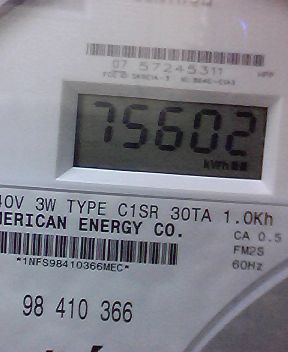 07 57245311
75602
kWh
40V 3W TYPE C1SR 30TA 1.0Kh
MERICAN ENERGY CO.
CA 0.5
FM2S
60Hz
*1NFS98410366MEC*
98 410 366